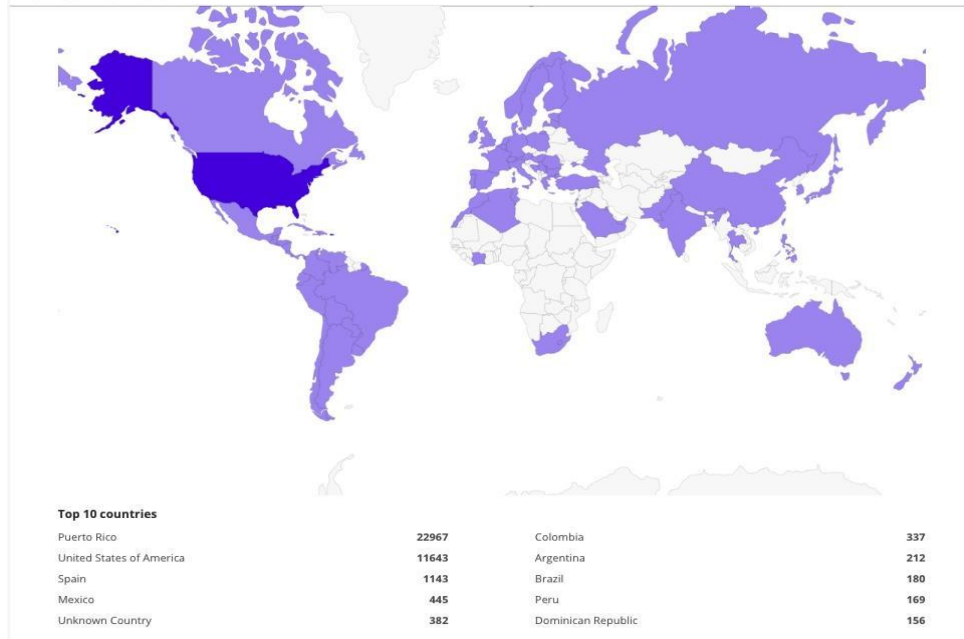 Top 10 countries
Puerto Rico 22967
United States of America 11643
Spain 1143
Mexico 445
Unknown Country 382
Colombia 337
Argentina 212
Brazil 180
Peru 169
Dominican Republic 156